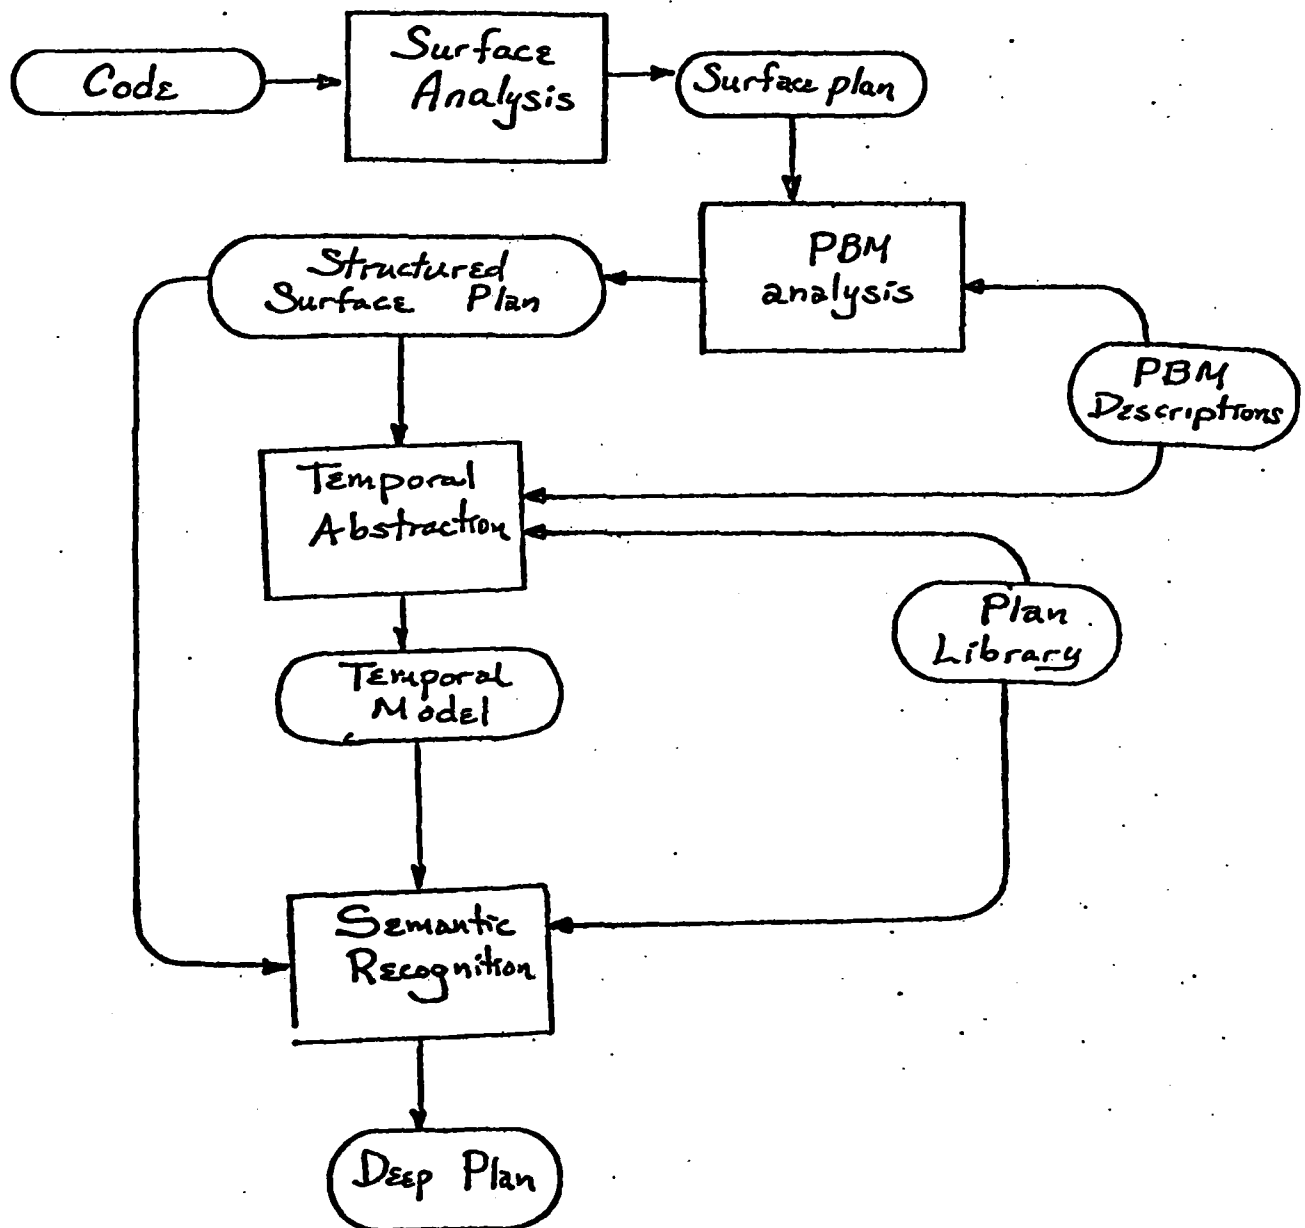 Code
Surface
Analysis
Surface plan
PBM
analysis
Structured
Surface Plan
PBM
Descriptions
Temporal
Abstraction
Plan
Library
Temporal
Model
Semantic
Recognition
Deep Plan